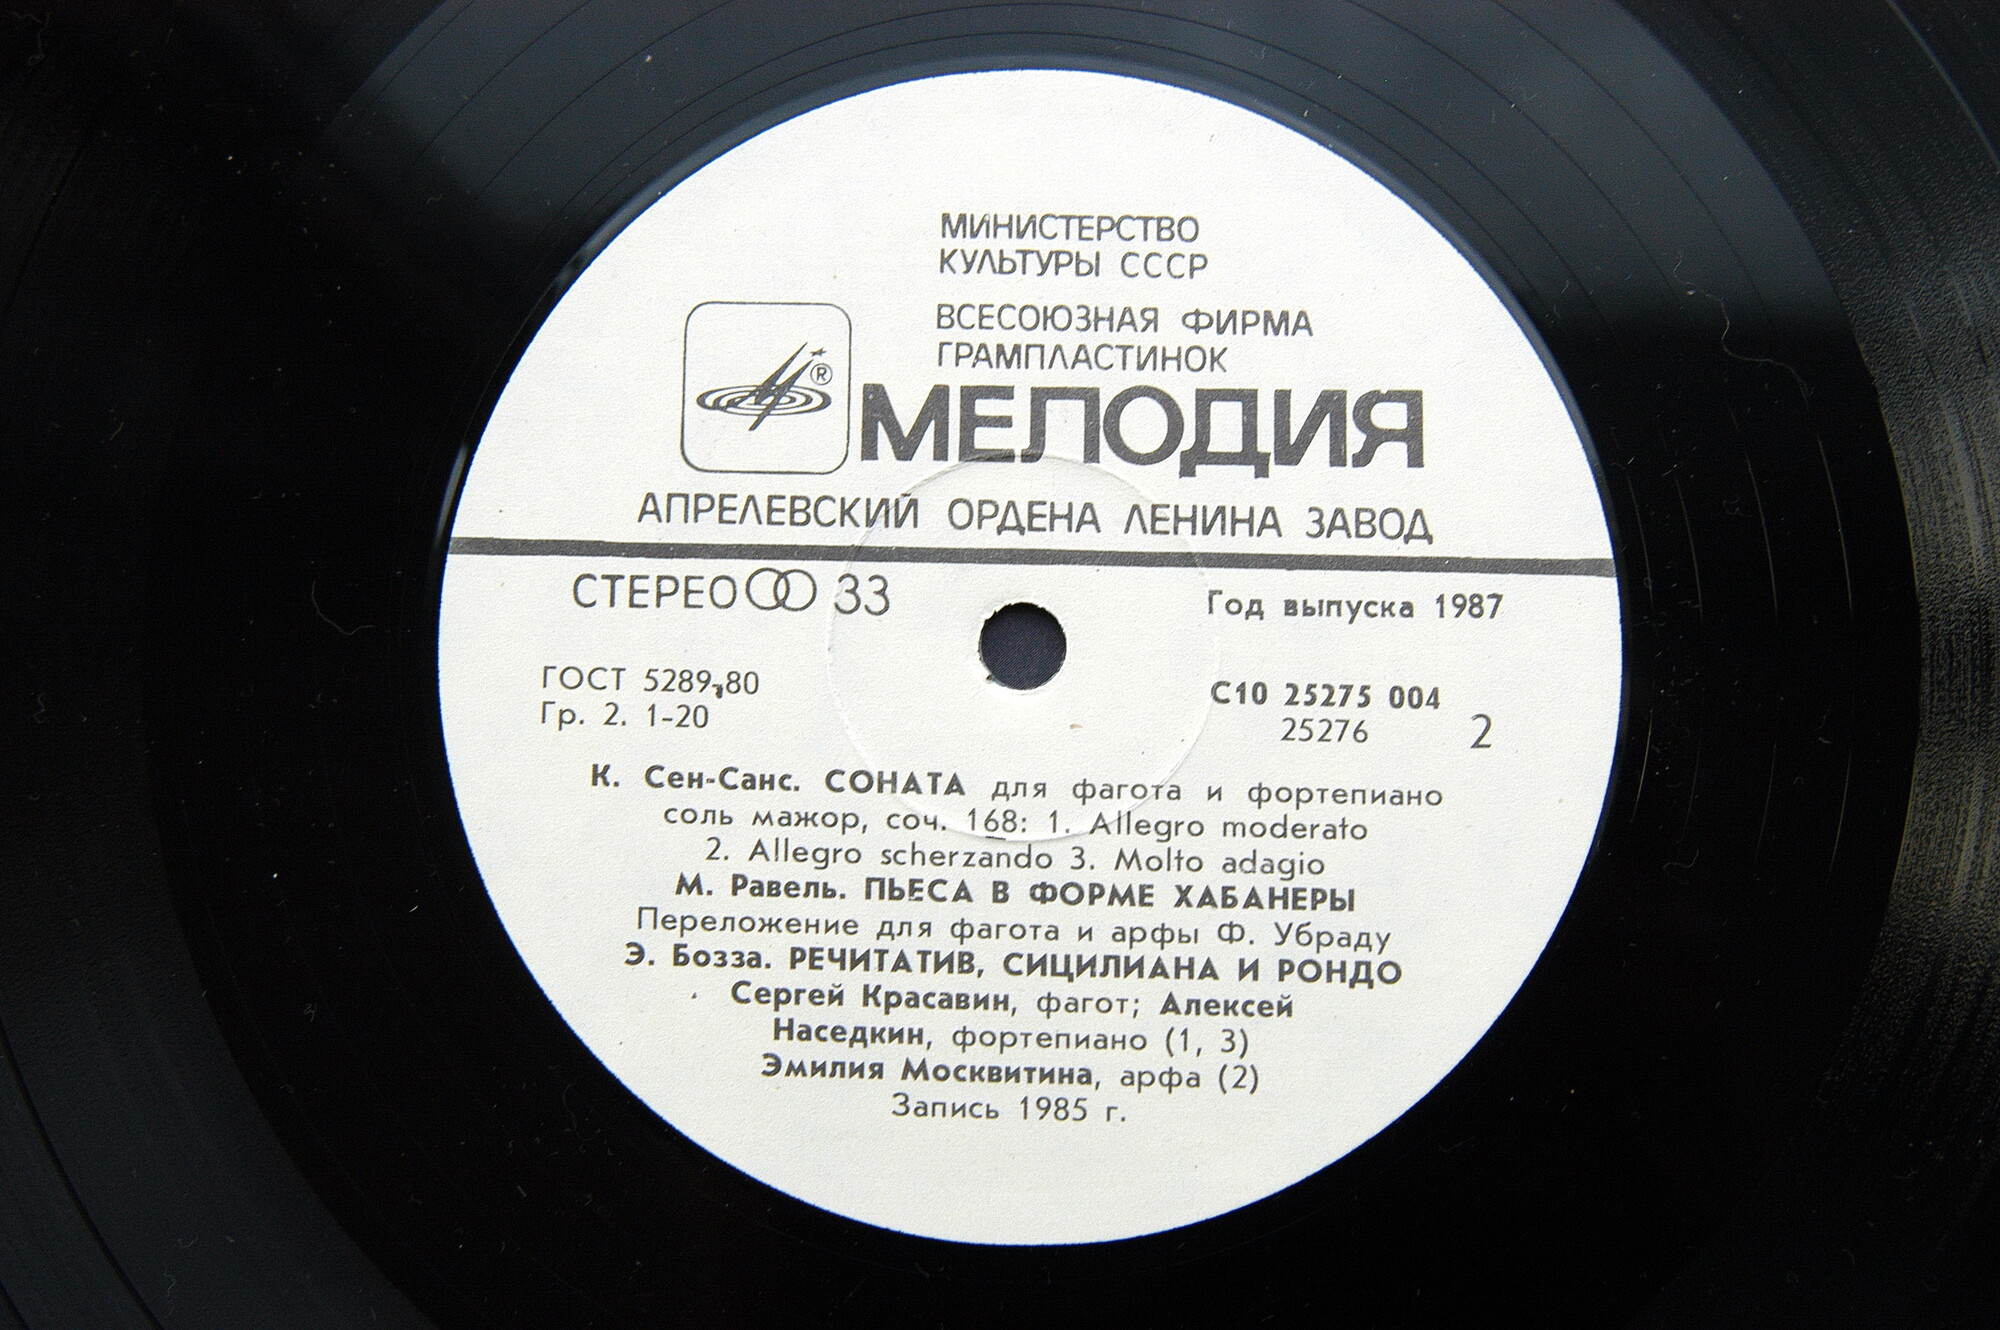 МИНИСТЕРСТВО
КУЛЬТУРЫ СССР
ВСЕСОЮЗНАЯ ФИРМА
ГРАМПЛАСТИНОК
®
МЕЛОДИЯ
АПРЕЛЕВСКИЙ ОРДЕНА ЛЕНИНА ЗАВОД
СТЕРЕО 33
Год выпуска 1987
ГОСТ 5289-80
Гр. 2. 1-20
С10 25275 004
25276 2
К. Сен-Санс. СОНАТА для фагота и фортепиано
соль мажор, соч. 168: 1. Allegro moderato
2. Allegro scherzando 3. Molto adagio
М. Равель. ПЬЕСА В ФОРМЕ ХАБАНЕРЫ
Переложение для фагота и арфы Ф. Убраду
Э. Бозза. РЕЧИТАТИВ, СИЦИЛИАНА И РОНДО
Сергей Красавин, фагот; Алексей
Наседкин, фортепиано (1, 3)
Эмилия Москвитина, арфа (2)
Запись 1985 г.